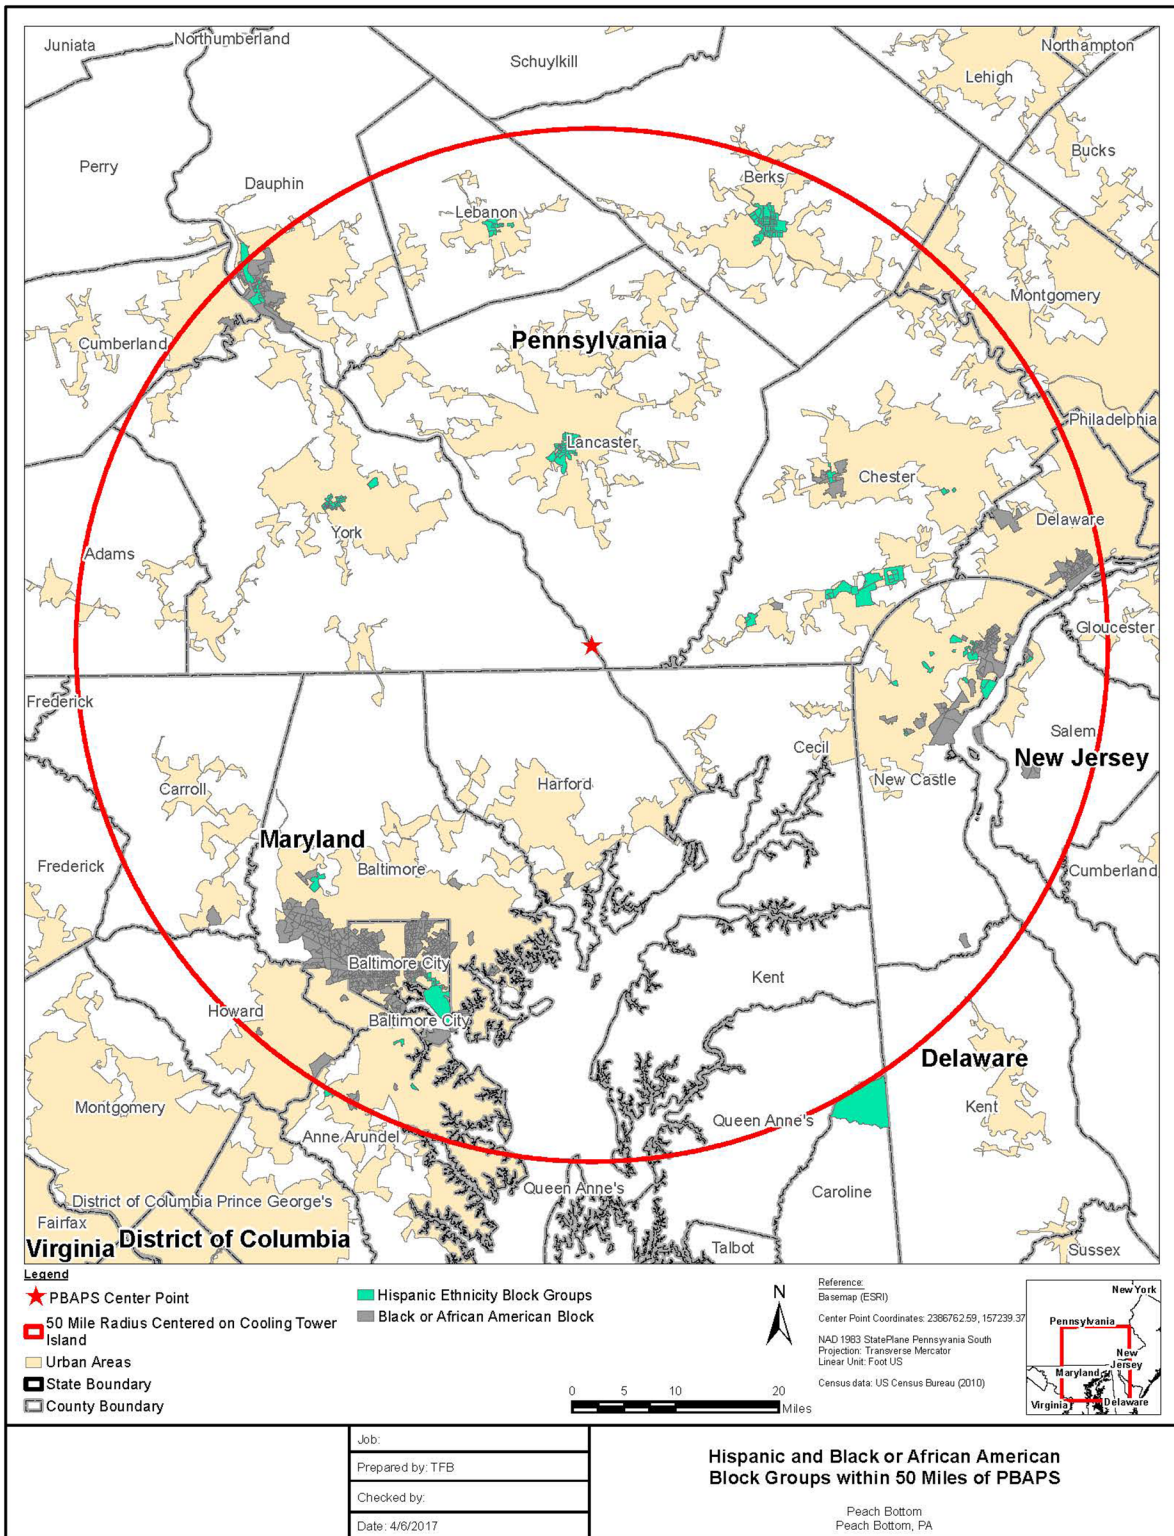 Juniata
Northumberland
Schuylkill
Northampton
Lehigh
Bucks
Perry
Dauphin
Berks
Lebanon
Montgomery
Cumberland
Pennsylvania
Philadelphia
Lancaster
Chester
Delaware
York
Adams
Gloucester
Frederick
Salem
New Jersey
Cecil
New Castle
Harford
Carroll
Maryland
Baltimore
Frederick
Cumberland
Baltimore City
Kent
Howard
Baltimore City
Delaware
Montgomery
Kent
Queen Anne's
Anne Arundel
Queen Anne's
Caroline
District of Columbia
Prince George's
Fairfax
Virginia
District of Columbia
Talbot
Sussex
Legend
PBAPS Center Point
50 Mile Radius Centered on Cooling Tower
Island
Urban Areas
State Boundary
County Boundary
Hispanic Ethnicity Block Groups
Black or African American Block
N
0 5 10 20
Miles
Reference:
Basemap (ESRI)
Center Point Coordinates: 2386762.59, 157239.37
NAD 1983 StatePlane Pennsyvania South
Projection: Transverse Mercator
Linear Unit: Foot US
Census data: US Census Bureau (2010)
New York
Pennsylvania
New
Jersey
Maryland
Virginia
Delaware
Job:
Prepared by: TFB
Checked by:
Date: 4/6/2017
Hispanic and Black or African American
Block Groups within 50 Miles of PBAPS
Peach Bottom
Peach Bottom, PA